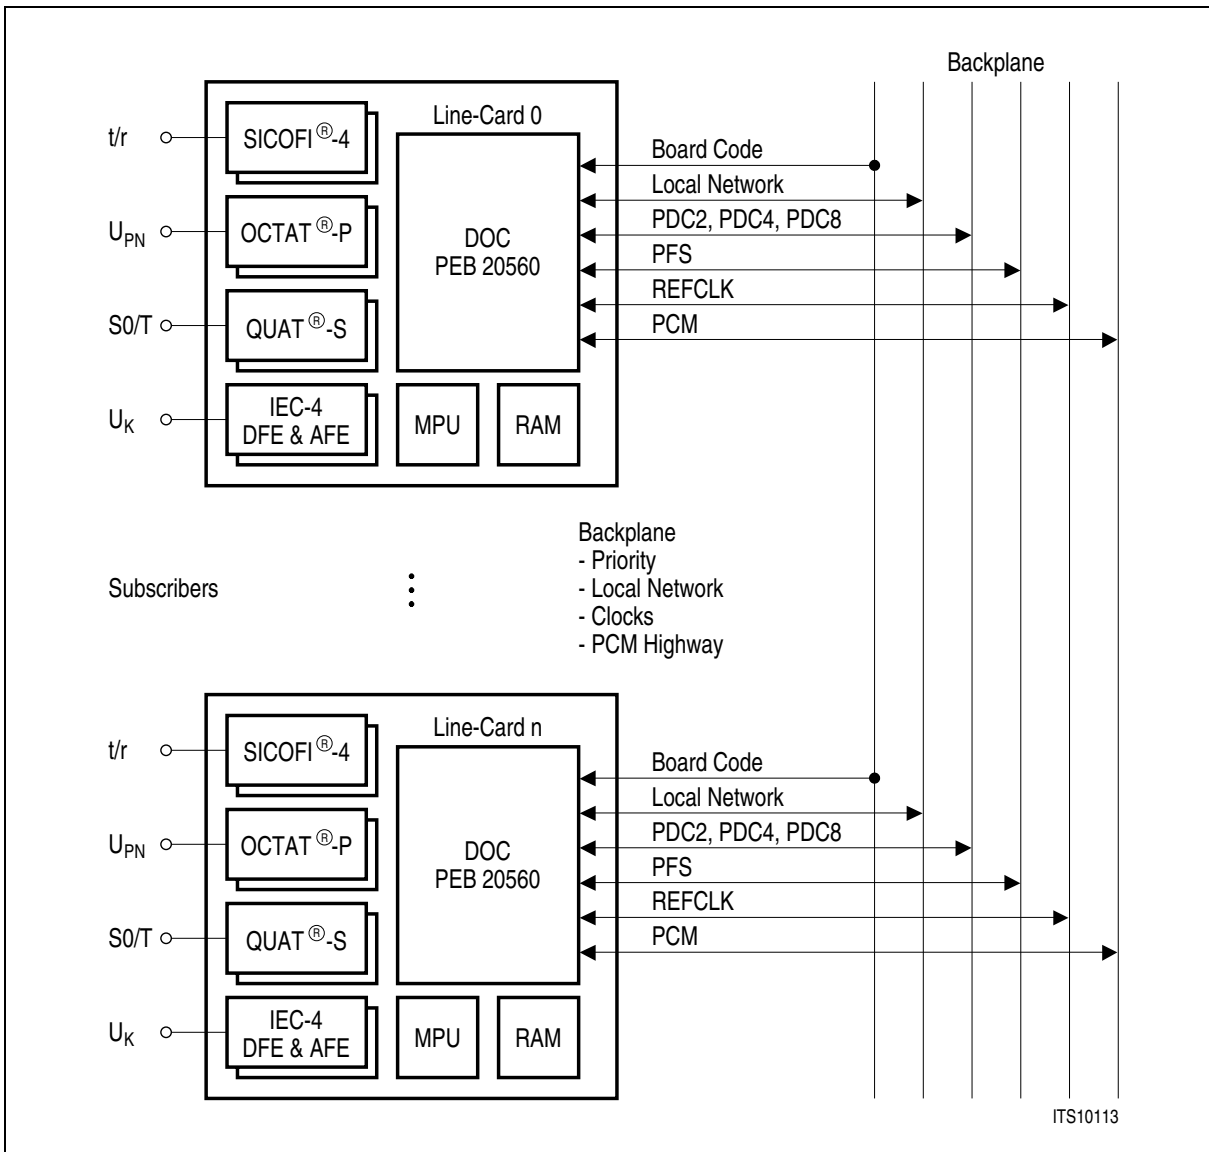 Backplane
Line-Card 0
t/r
SICOFI®-4
Board Code
Local Network
UPN
OCTAT®-P
PDC2, PDC4, PDC8
DOC
PEB 20560
PFS
REFCLK
S0/T
QUAT®-S
PCM
UK
IEC-4
DFE & AFE
MPU
RAM
Backplane
- Priority
- Local Network
- Clocks
- PCM Highway
Subscribers
Line-Card n
t/r
SICOFI®-4
Board Code
Local Network
UPN
OCTAT®-P
PDC2, PDC4, PDC8
DOC
PEB 20560
PFS
REFCLK
S0/T
QUAT®-S
PCM
UK
IEC-4
DFE & AFE
MPU
RAM
ITS10113